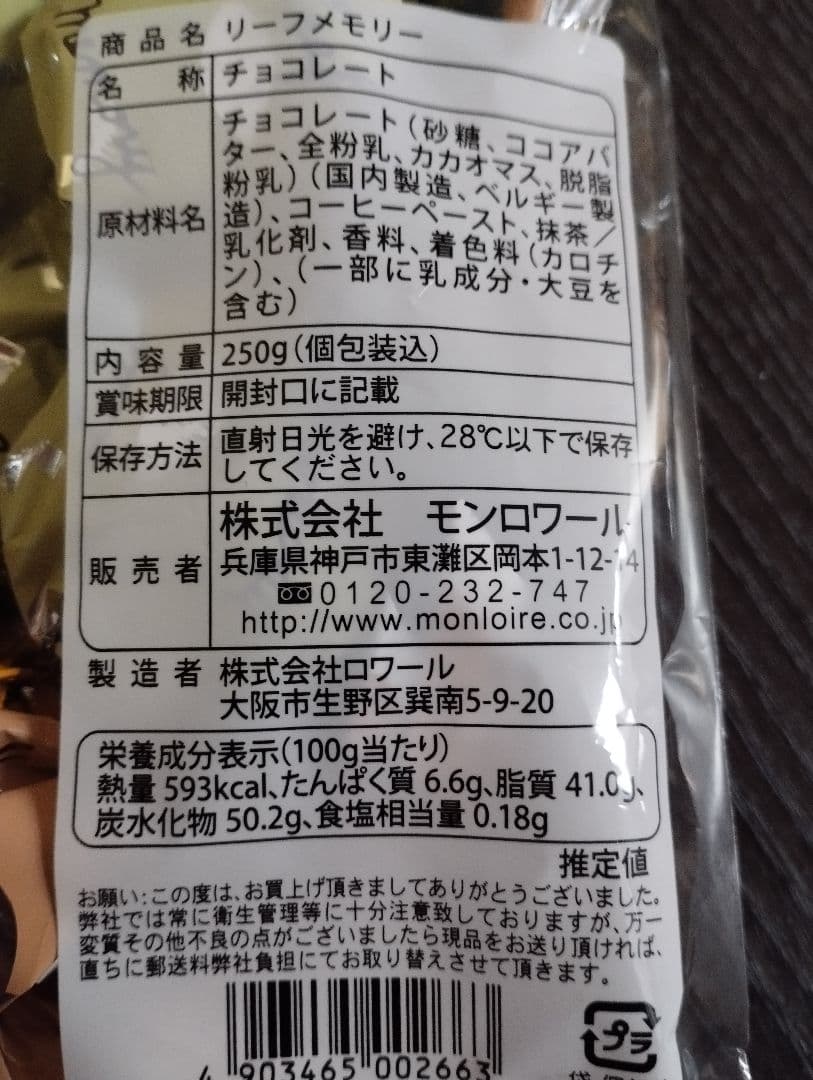 商品名 リーフメモリー
名称 チョコレート
原材料名
チョコレート(砂糖、ココアバ
ター、全粉乳、カカオマス、脱脂
粉乳)(国内製造、ベルギー製
造)、コーヒーペースト、抹茶/
乳化剤、香料、着色料(カロチ
ン)、(一部に乳成分・大豆を
含む)
内容量 250g(個包装込)
賞味期限 開封口に記載
保存方法 直射日光を避け、28℃以下で保存
してください。
販売者
株式会社 モンロワール
兵庫県神戸市東灘区岡本1-12-14
0120-232-747
http://www.monloire.co.jp
製造者 株式会社ロワール
大阪市生野区巽南5-9-20
栄養成分表示(100g当たり)
熱量 593kcal、たんぱく質 6.6g、脂質 41.0g、
炭水化物 50.2g、食塩相当量 0.18g
推定値
お願い:この度は、お買上げ頂きましてありがとうございました。
弊社では常に衛生管理等に十分注意致しておりますが、万一
変質その他不良の点がございましたら現品をお送り頂ければ、
直ちに郵送料弊社負担にてお取り替えさせて頂きます。
プラ
4 903465 002663